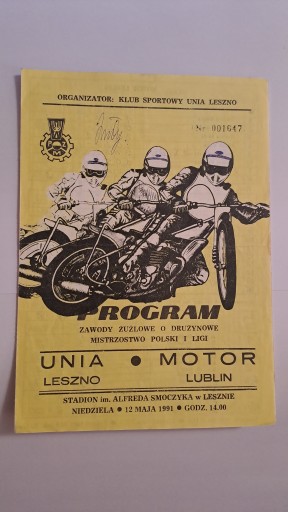 ORGANIZATOR: KLUB SPORTOWY UNIA LESZNO
Nr 001647
PROGRAM
ZAWODY ŻUŻLOWE O DRUŻYNOWE
MISTRZOSTWO POLSKI I LIGI
UNIA • MOTOR
LESZNO LUBLIN
STADION im. ALFREDA SMOCZYKA w LESZNIE
NIEDZIELA • 12 MAJA 1991 • GODZ. 14.00